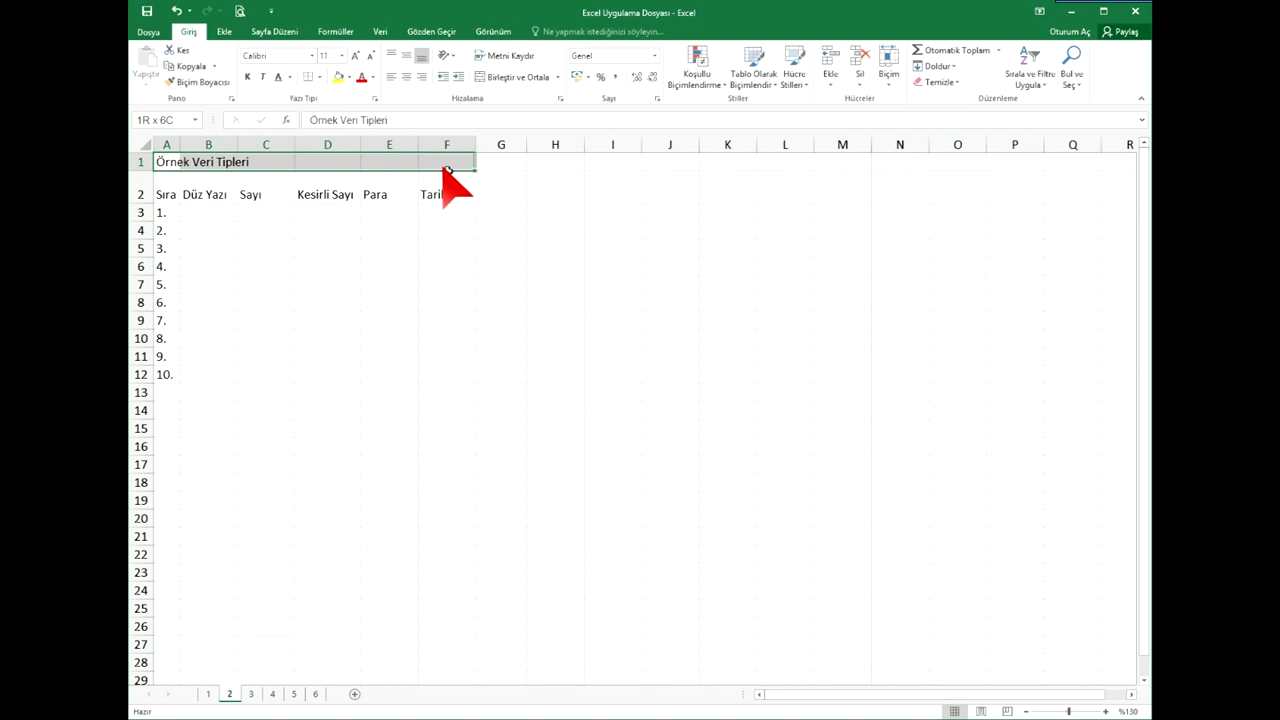 Excel Uygulama Dosyası - Excel
Dosya Giriş Ekle Sayfa Düzeni Formüller Veri Gözden Geçir Görünüm Ne yapmak istediğinizi söyleyin... Oturum Aç Paylaş
Yapıştır
Kes
Kopyala
Biçim Boyacısı
Calibri 11
K T A A A A
Metni Kaydır
Birleştir ve Ortala
Genel
%
Koşullu Biçimlendirme
Tablo Olarak Biçimlendir
Hücre Stilleri
Ekle Sil Biçim
Otomatik Toplam
Doldur
Temizle
Sırala ve Filtre Uygula
Bul ve Seç
Pano Yazı Tipi Hizalama Sayı Stiller Hücreler Düzenleme
1R x 6C fx Örnek Veri Tipleri
A B C D E F G H I J K L M N O P Q R
1 Örnek Veri Tipleri
2 Sıra Düz Yazı Sayı Kesirli Sayı Para
3 1.
4 2.
5 3.
6 4.
7 5.
8 6.
9 7.
10 8.
11 9.
12 10.
13
14
15
16
17
18
19
20
21
22
23
24
25
26
27
28
29
1 2 3 4 5 6
Hazır %130